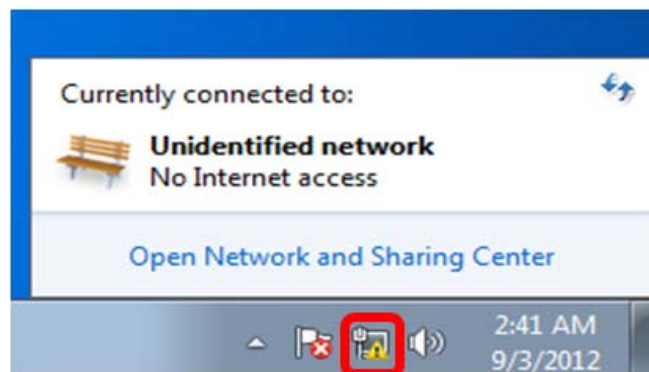 Currently connected to:
Unidentified network
No Internet access
Open Network and Sharing Center
2:41 AM
9/3/2012